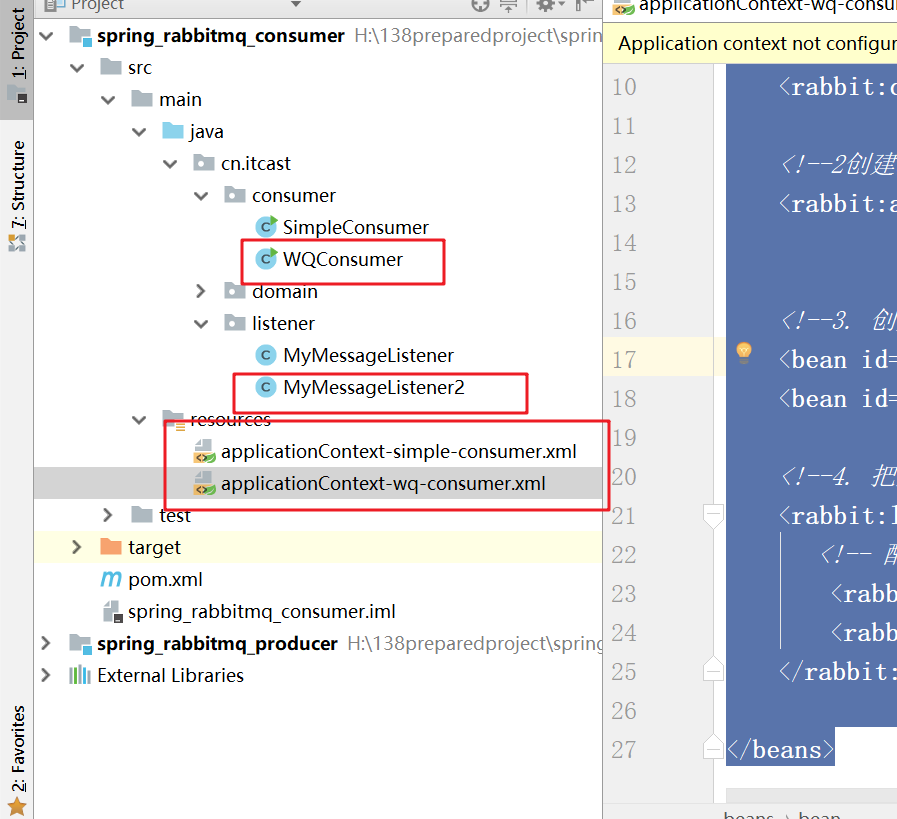 Project
1: Project
7: Structure
2: Favorites
spring_rabbitmq_consumer H:\138preparedproject\sprin
src
main
java
cn.itcast
consumer
SimpleConsumer
WQConsumer
domain
listener
MyMessageListener
MyMessageListener2
resources
applicationContext-simple-consumer.xml
applicationContext-wq-consumer.xml
test
target
pom.xml
spring_rabbitmq_consumer.iml
spring_rabbitmq_producer H:\138preparedproject\spring
External Libraries
applicationContext-wq-consu
Application context not configur
10 <rabbit:c
11
12 <!--2创建
13 <rabbit:a
14
15
16 <!--3. 创
17 <bean id=
18 <bean id=
19
20 <!--4. 把
21 <rabbit:l
22 <!-- 配
23 <rabb
24 <rabb
25 </rabbit:
26
27 </beans>
beans › bean